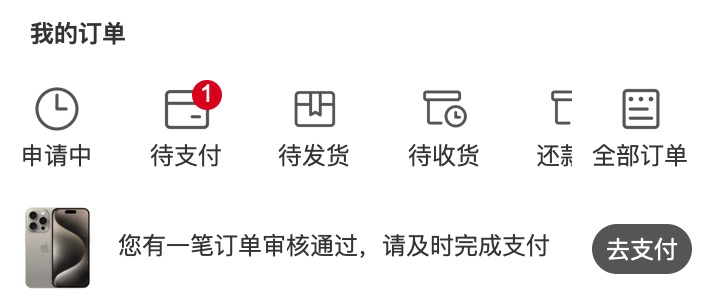 我的订单
1
申请中 待支付 待发货 待收货 还款 全部订单
您有一笔订单审核通过，请及时完成支付 去支付